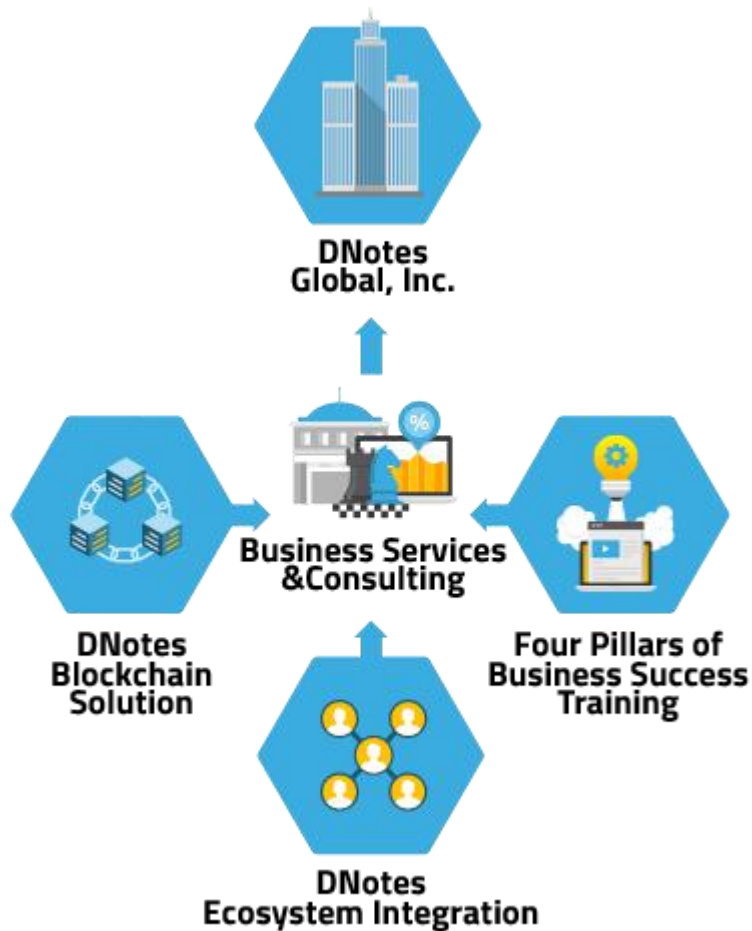 DNotes
Global, Inc.
%
Business Services
&Consulting
DNotes
Blockchain
Solution
Four Pillars of
Business Success
Training
DNotes
Ecosystem Integration